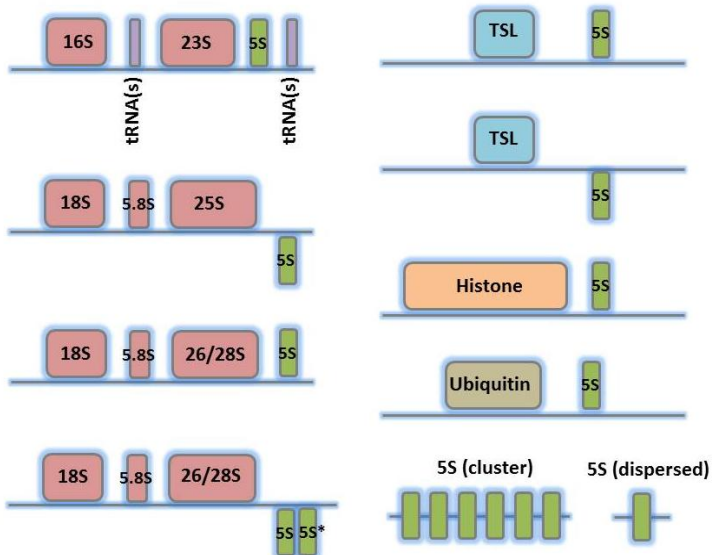 16S 23S 5S
tRNA(s) tRNA(s)
18S 5.8S 25S
5S
18S 5.8S 26/28S 5S
18S 5.8S 26/28S
5S 5S*
TSL 5S
TSL
5S
Histone 5S
Ubiquitin 5S
5S (cluster) 5S (dispersed)